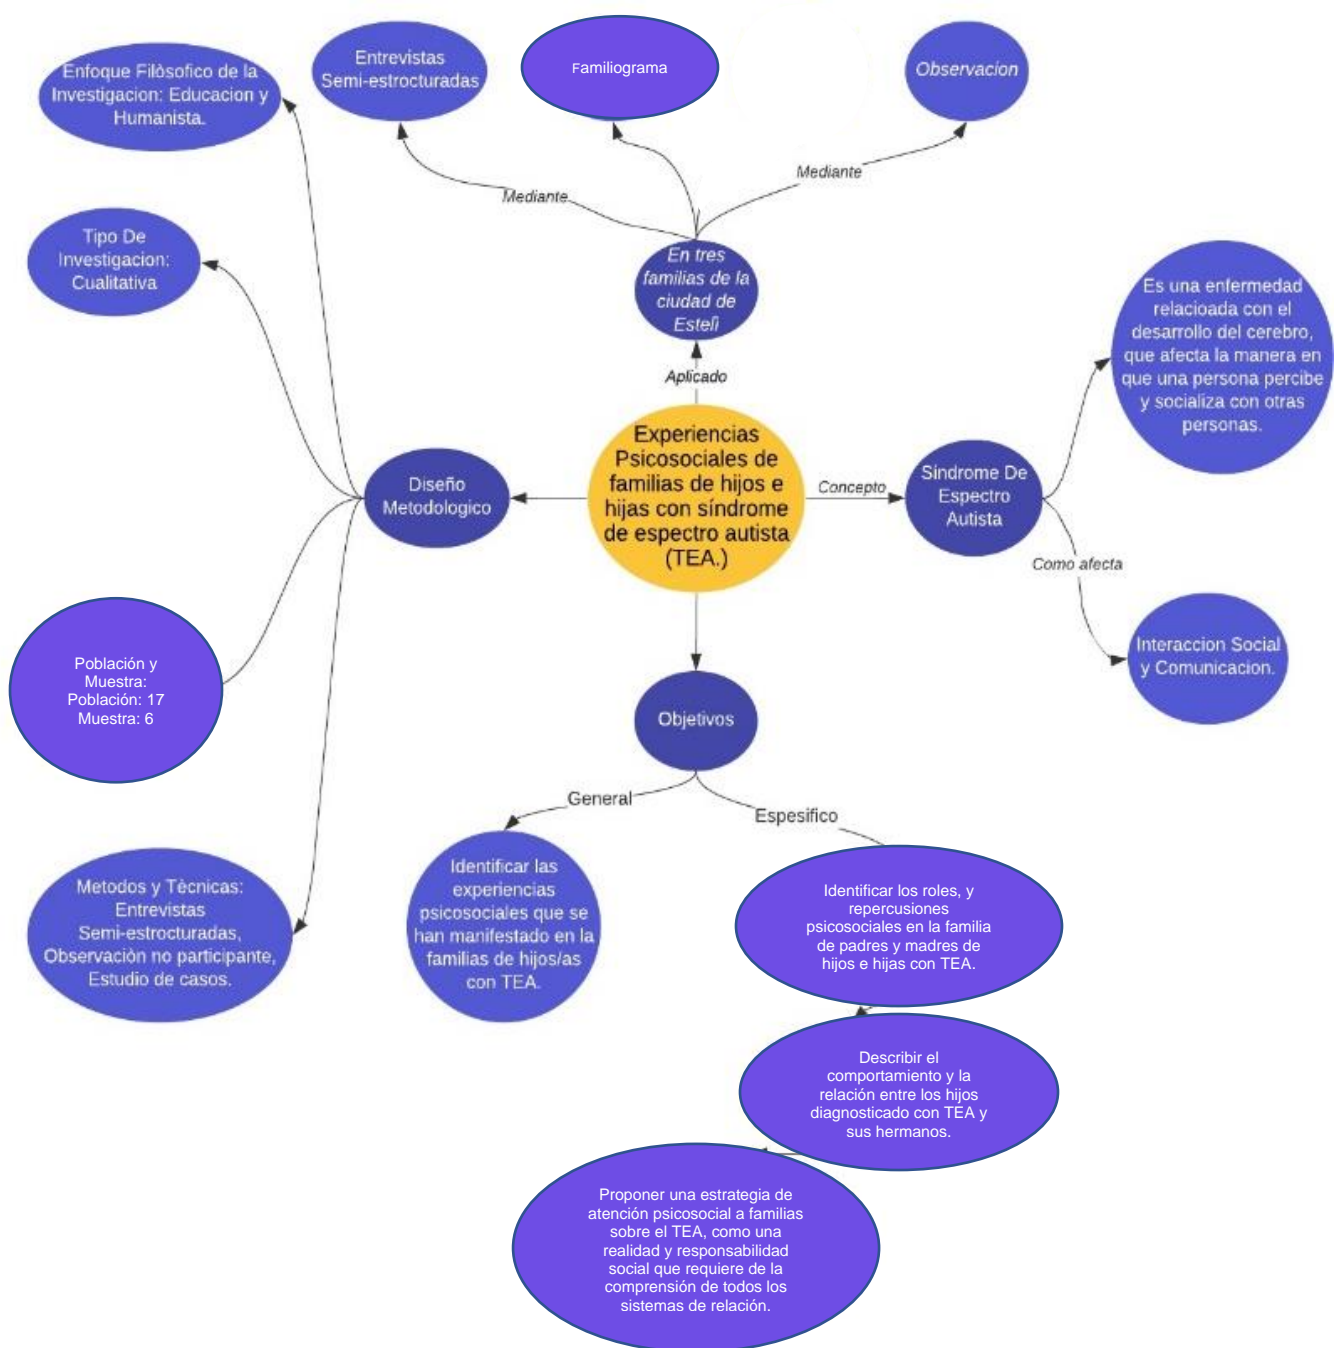 Enfoque Filòsofico de la
Investigacion: Educacion y
Humanista.
Entrevistas
Semi-estrocturadas
Familiograma
Observacion
Mediante
Mediante
Tipo De
Investigacion:
Cualitativa
En tres
familias de la
ciudad de
Estelì
Aplicado
Es una enfermedad
relacioada con el
desarrollo del cerebro,
que afecta la manera en
que una persona percibe
y socializa con otras
personas.
Experiencias
Psicosociales de
familias de hijos e
hijas con síndrome
de espectro autista
(TEA.)
Diseño
Metodologico
Concepto
Síndrome De
Espectro
Autista
Como afecta
Interaccion Social
y Comunicacion.
Población y
Muestra:
Población: 17
Muestra: 6
Objetivos
General
Espesifico
Metodos y Tècnicas:
Entrevistas
Semi-estrocturadas,
Observaciòn no participante,
Estudio de casos.
Identificar las
experiencias
psicosociales que se
han manifestado en la
familias de hijos/as
con TEA.
Identificar los roles, y
repercusiones
psicosociales en la familia
de padres y madres de
hijos e hijas con TEA.
Describir el
comportamiento y la
relación entre los hijos
diagnosticado con TEA y
sus hermanos.
Proponer una estrategia de
atención psicosocial a familias
sobre el TEA, como una
realidad y responsabilidad
social que requiere de la
comprensión de todos los
sistemas de relación.